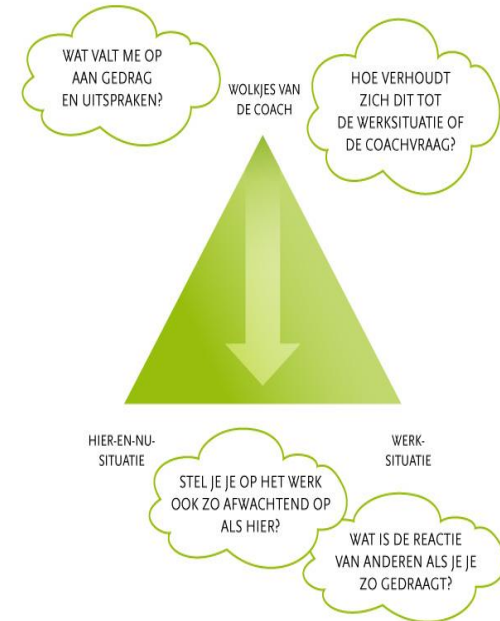 WAT VALT ME OP
AAN GEDRAG
EN UITSPRAKEN?
WOLKJES VAN
DE COACH
HOE VERHOUDT
ZICH DIT TOT
DE WERKSITUATIE OF
DE COACHVRAAG?
HIER-EN-NU-
SITUATIE
WERK-
SITUATIE
STEL JE JE OP HET WERK
OOK ZO AFWACHTEND OP
ALS HIER?
WAT IS DE REACTIE
VAN ANDEREN ALS JE JE
ZO GEDRAAGT?